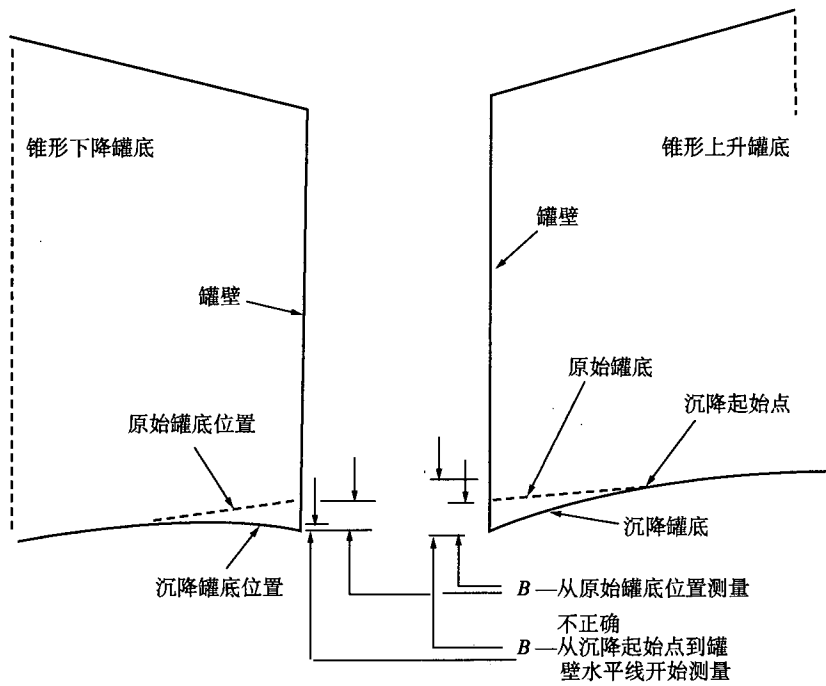 锥形下降罐底
锥形上升罐底
罐壁
罐壁
原始罐底
沉降起始点
原始罐底位置
沉降罐底
沉降罐底位置
B —从原始罐底位置测量
不正确
B —从沉降起始点到罐
壁水平线开始测量